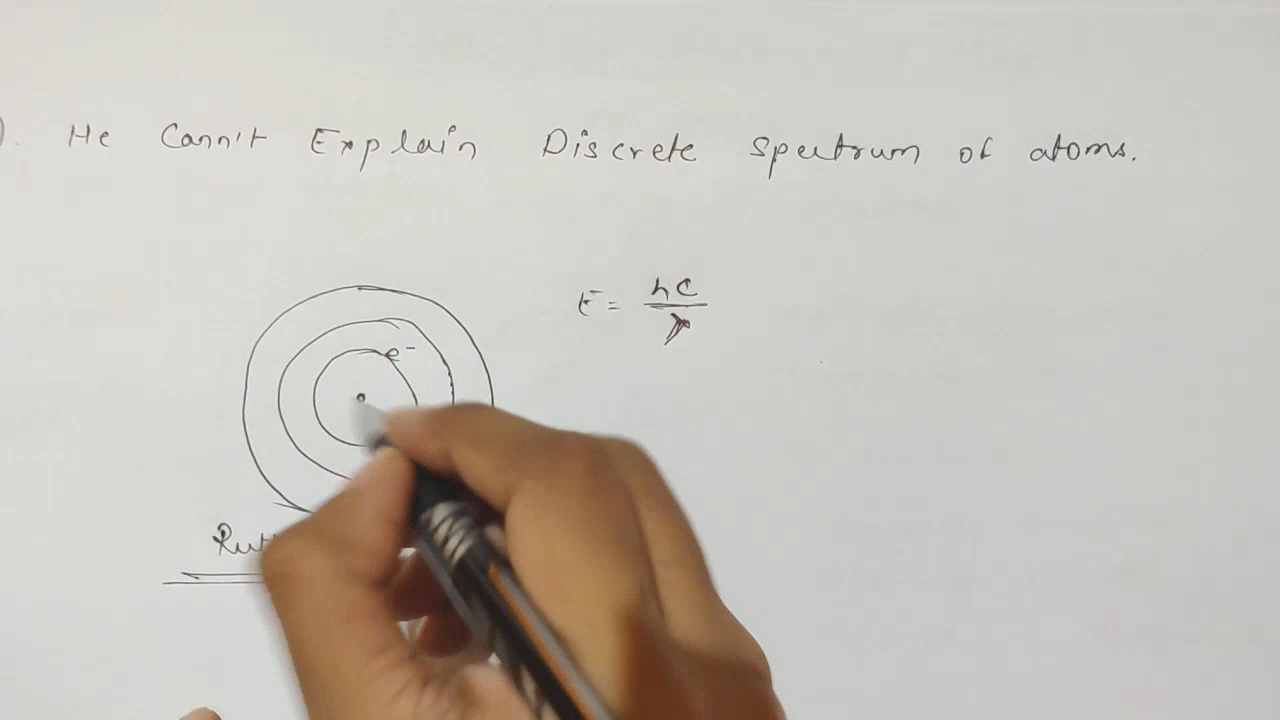 ). He Cann't Explain Discrete Spectrum of atoms.
E = hc / λ
e-